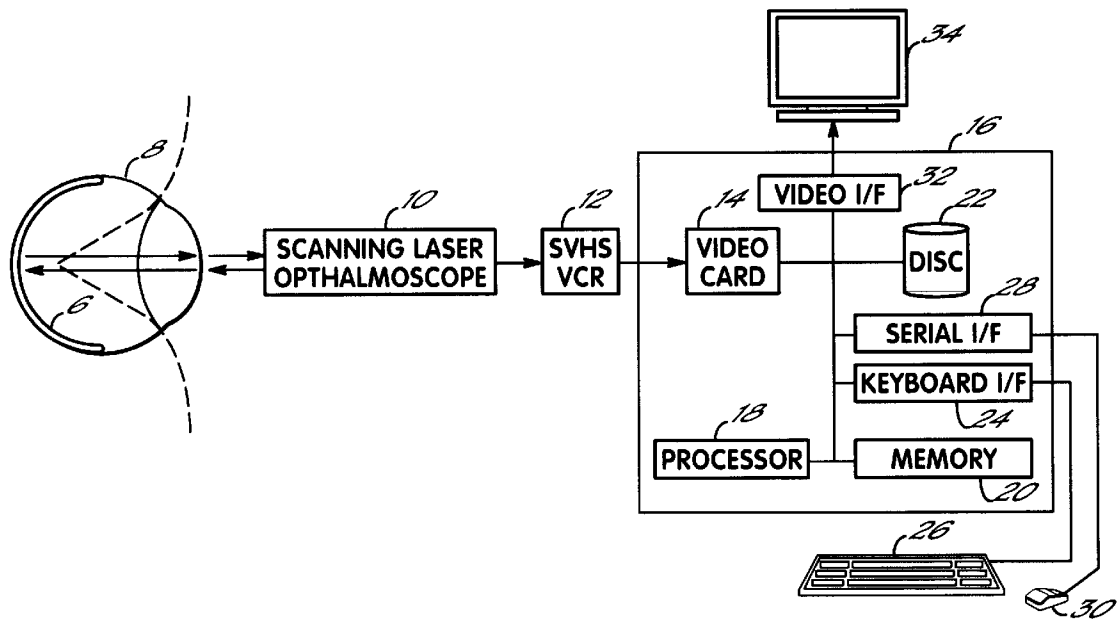 34
16
8
10
12
14
VIDEO I/F
32
22
SCANNING LASER
OPTHALMOSCOPE
SVHS
VCR
VIDEO
CARD
DISC
6
28
SERIAL I/F
KEYBOARD I/F
24
18
PROCESSOR
MEMORY
20
26
30